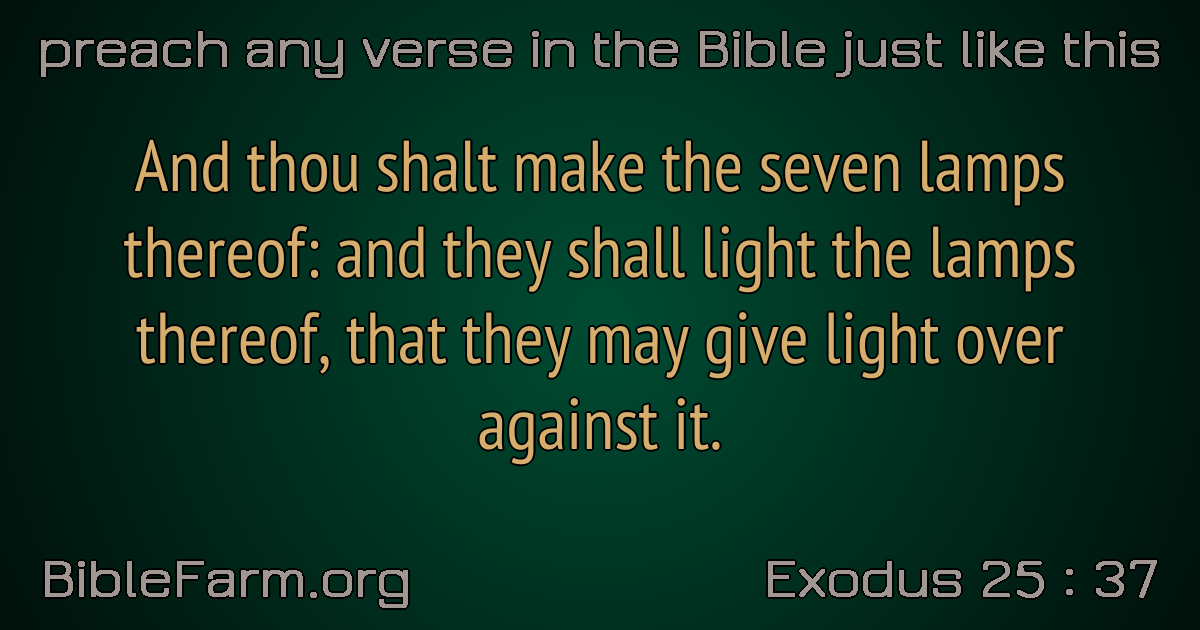 preach any verse in the Bible just like this
And thou shalt make the seven lamps
thereof: and they shall light the lamps
thereof, that they may give light over
against it.
BibleFarm.org
Exodus 25 : 37